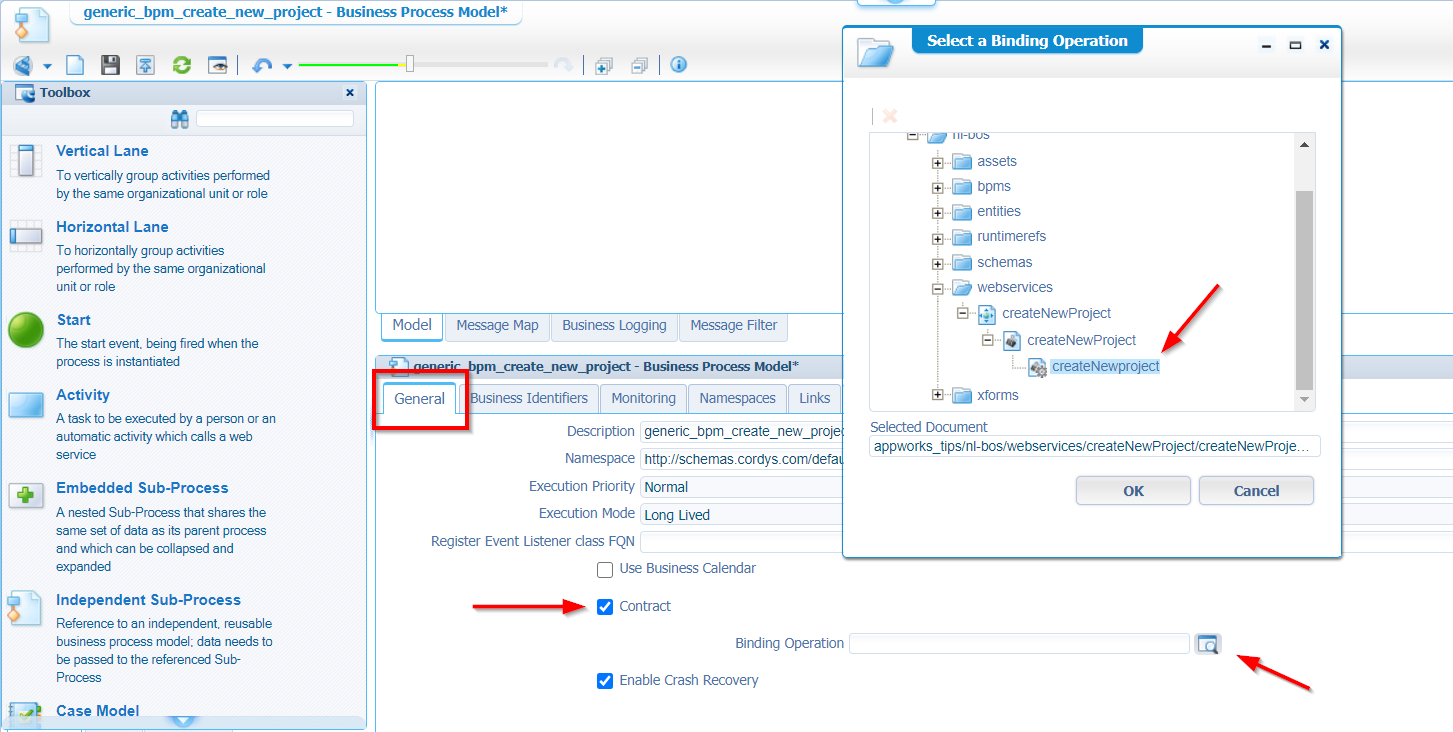 generic_bpm_create_new_project - Business Process Model*
Toolbox
Vertical Lane
To vertically group activities performed
by the same organizational unit or role
Horizontal Lane
To horizontally group activities
performed by the same organizational
unit or role
Start
The start event, being fired when the
process is instantiated
Activity
A task to be executed by a person or an
automatic activity which calls a web
service
Embedded Sub-Process
A nested Sub-Process that shares the
same set of data as its parent process
and which can be collapsed and
expanded
Independent Sub-Process
Reference to an independent, reusable
business process model; data needs to
be passed to the referenced Sub-
Process
Case Model
Model
Message Map
Business Logging
Message Filter
generic_bpm_create_new_project - Business Process Model*
General
Business Identifiers
Monitoring
Namespaces
Links
Description generic_bpm_create_new_projec
Namespace http://schemas.cordys.com/defau
Execution Priority Normal
Execution Mode Long Lived
Register Event Listener class FQN
Use Business Calendar
Contract
Binding Operation
Enable Crash Recovery
Select a Binding Operation
nl-bos
assets
bpms
entities
runtimerefs
schemas
webservices
createNewProject
createNewProject
createNewproject
xforms
Selected Document
appworks_tips/nl-bos/webservices/createNewProject/createNewProje...
OK
Cancel